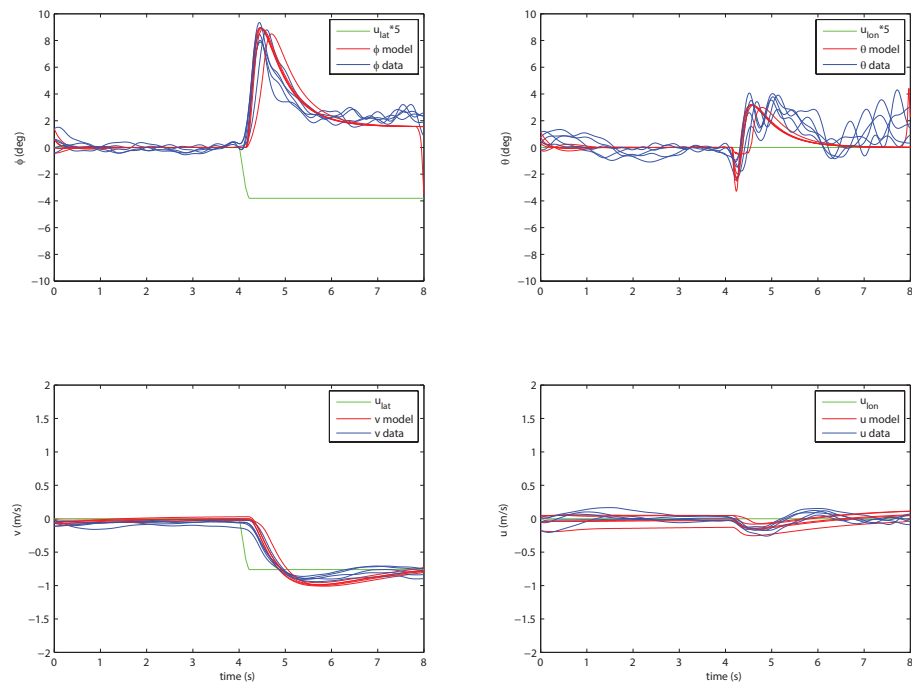 10
8
6
4
2
0
−2
−4
−6
−8
−10
ϕ (deg)
0 1 2 3 4 5 6 7 8
u_lat*5
ϕ model
ϕ data
10
8
6
4
2
0
−2
−4
−6
−8
−10
θ (deg)
0 1 2 3 4 5 6 7 8
u_lon*5
θ model
θ data
2
1.5
1
0.5
0
−0.5
−1
−1.5
−2
v (m/s)
0 1 2 3 4 5 6 7 8
time (s)
u_lat
v model
v data
2
1.5
1
0.5
0
−0.5
−1
−1.5
−2
u (m/s)
0 1 2 3 4 5 6 7 8
time (s)
u_lon
u model
u data